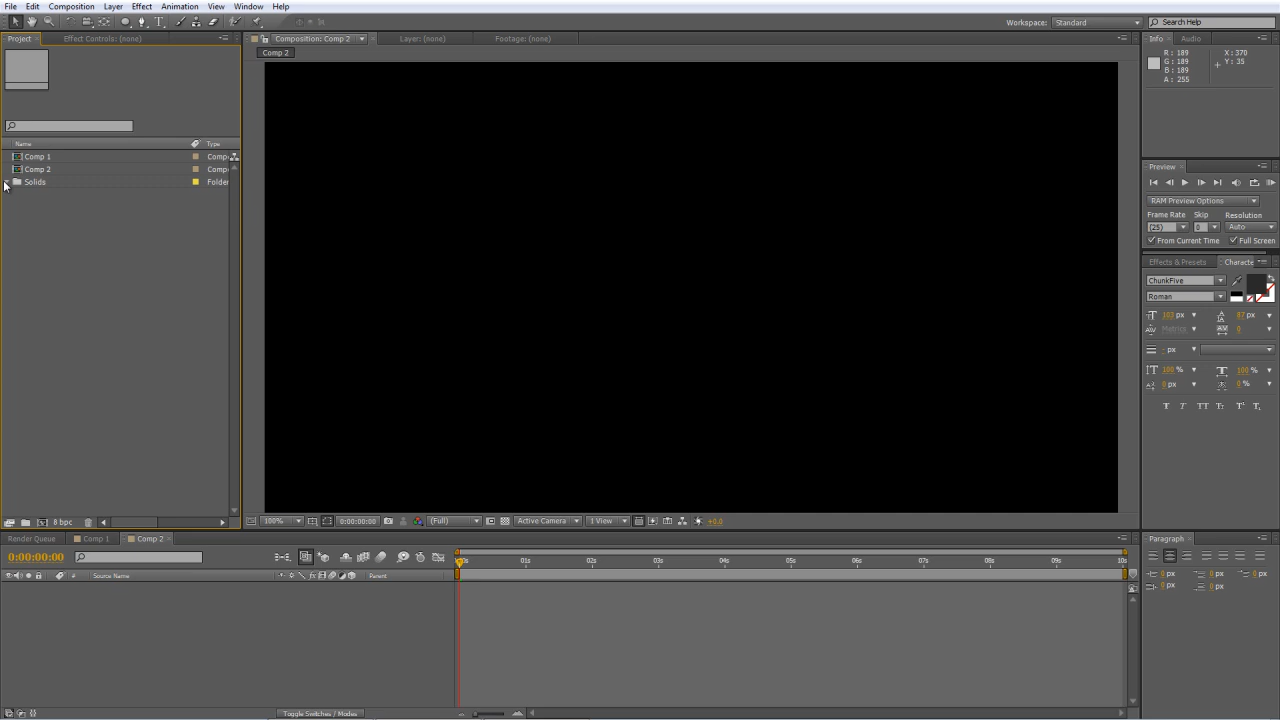 File Edit Composition Layer Effect Animation View Window Help
Workspace: Standard Search Help
Project Effect Controls: (none) Composition: Comp 2 Layer: (none) Footage: (none) Info Audio
Comp 2
R : 189 X : 370
G : 189 Y : 35
B : 189
A : 255
Name Type
Comp 1 Comp
Comp 2 Comp
Solids Folder
Preview
RAM Preview Options
Frame Rate Skip Resolution
(25) 0 Auto
From Current Time Full Screen
Effects & Presets Characte
ChunkFive
Roman
103 px 87 px
Metrics 0
- px
100 % 100 %
0 px 0 %
T T TT Tт T T
8 bpc 100% 0:00:00:00 (Full) Active Camera 1 View +0.0
Render Queue Comp 1 Comp 2 Paragraph
0:00:00:00
00s 01s 02s 03s 04s 05s 06s 07s 08s 09s 10s
# Source Name Parent
0 px 0 px 0 px
0 px 0 px
Toggle Switches / Modes